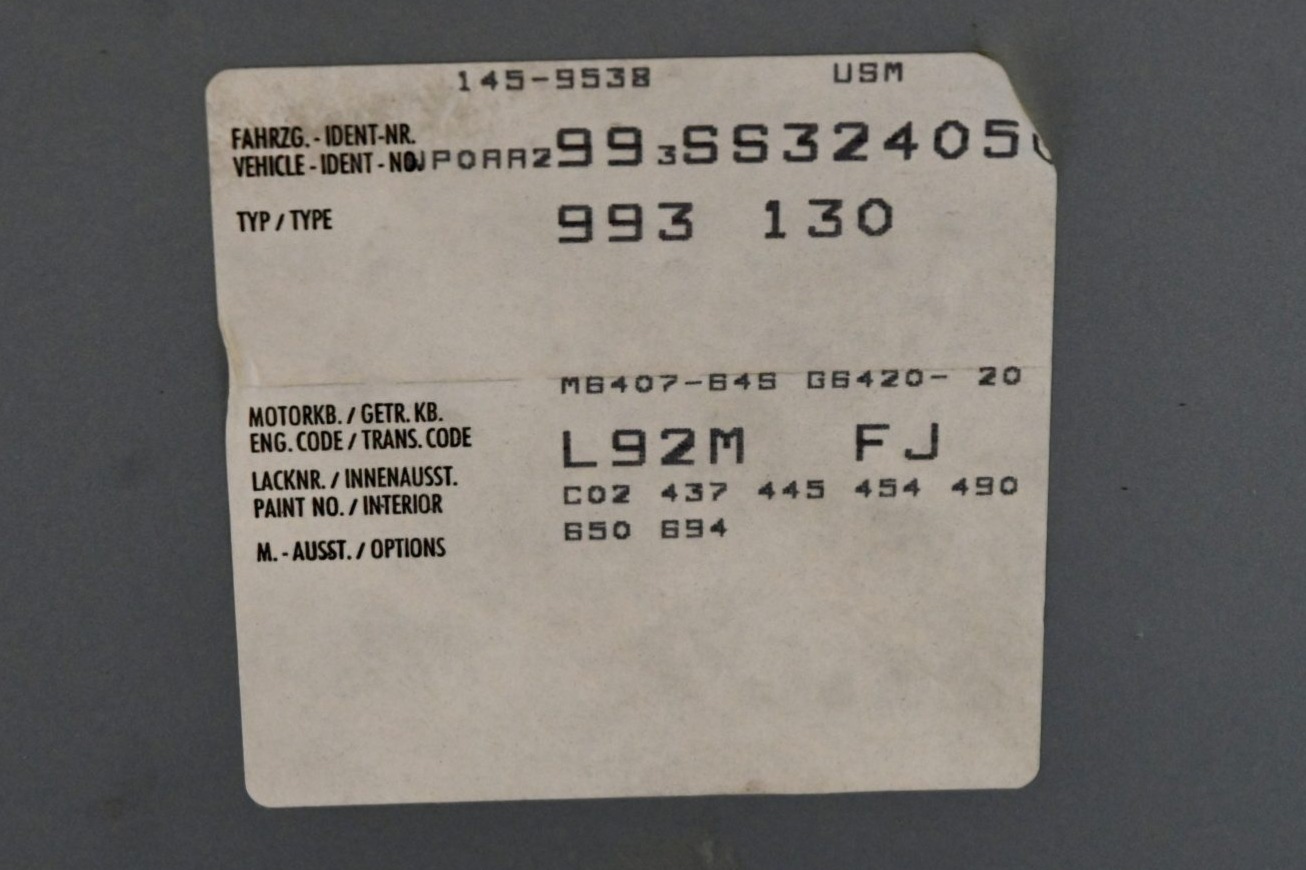 145-9538 USM
FAHRZG. - IDENT-NR.
VEHICLE - IDENT - NO. WP0AA2993SS32405
TYP / TYPE 993 130
M6407-64S G6420- 20
MOTORKB. / GETR. KB.
ENG. CODE / TRANS. CODE L92M FJ
LACKNR. / INNENAUSST.
PAINT NO. / INTERIOR C02 437 445 454 490
650 694
M. - AUSST. / OPTIONS